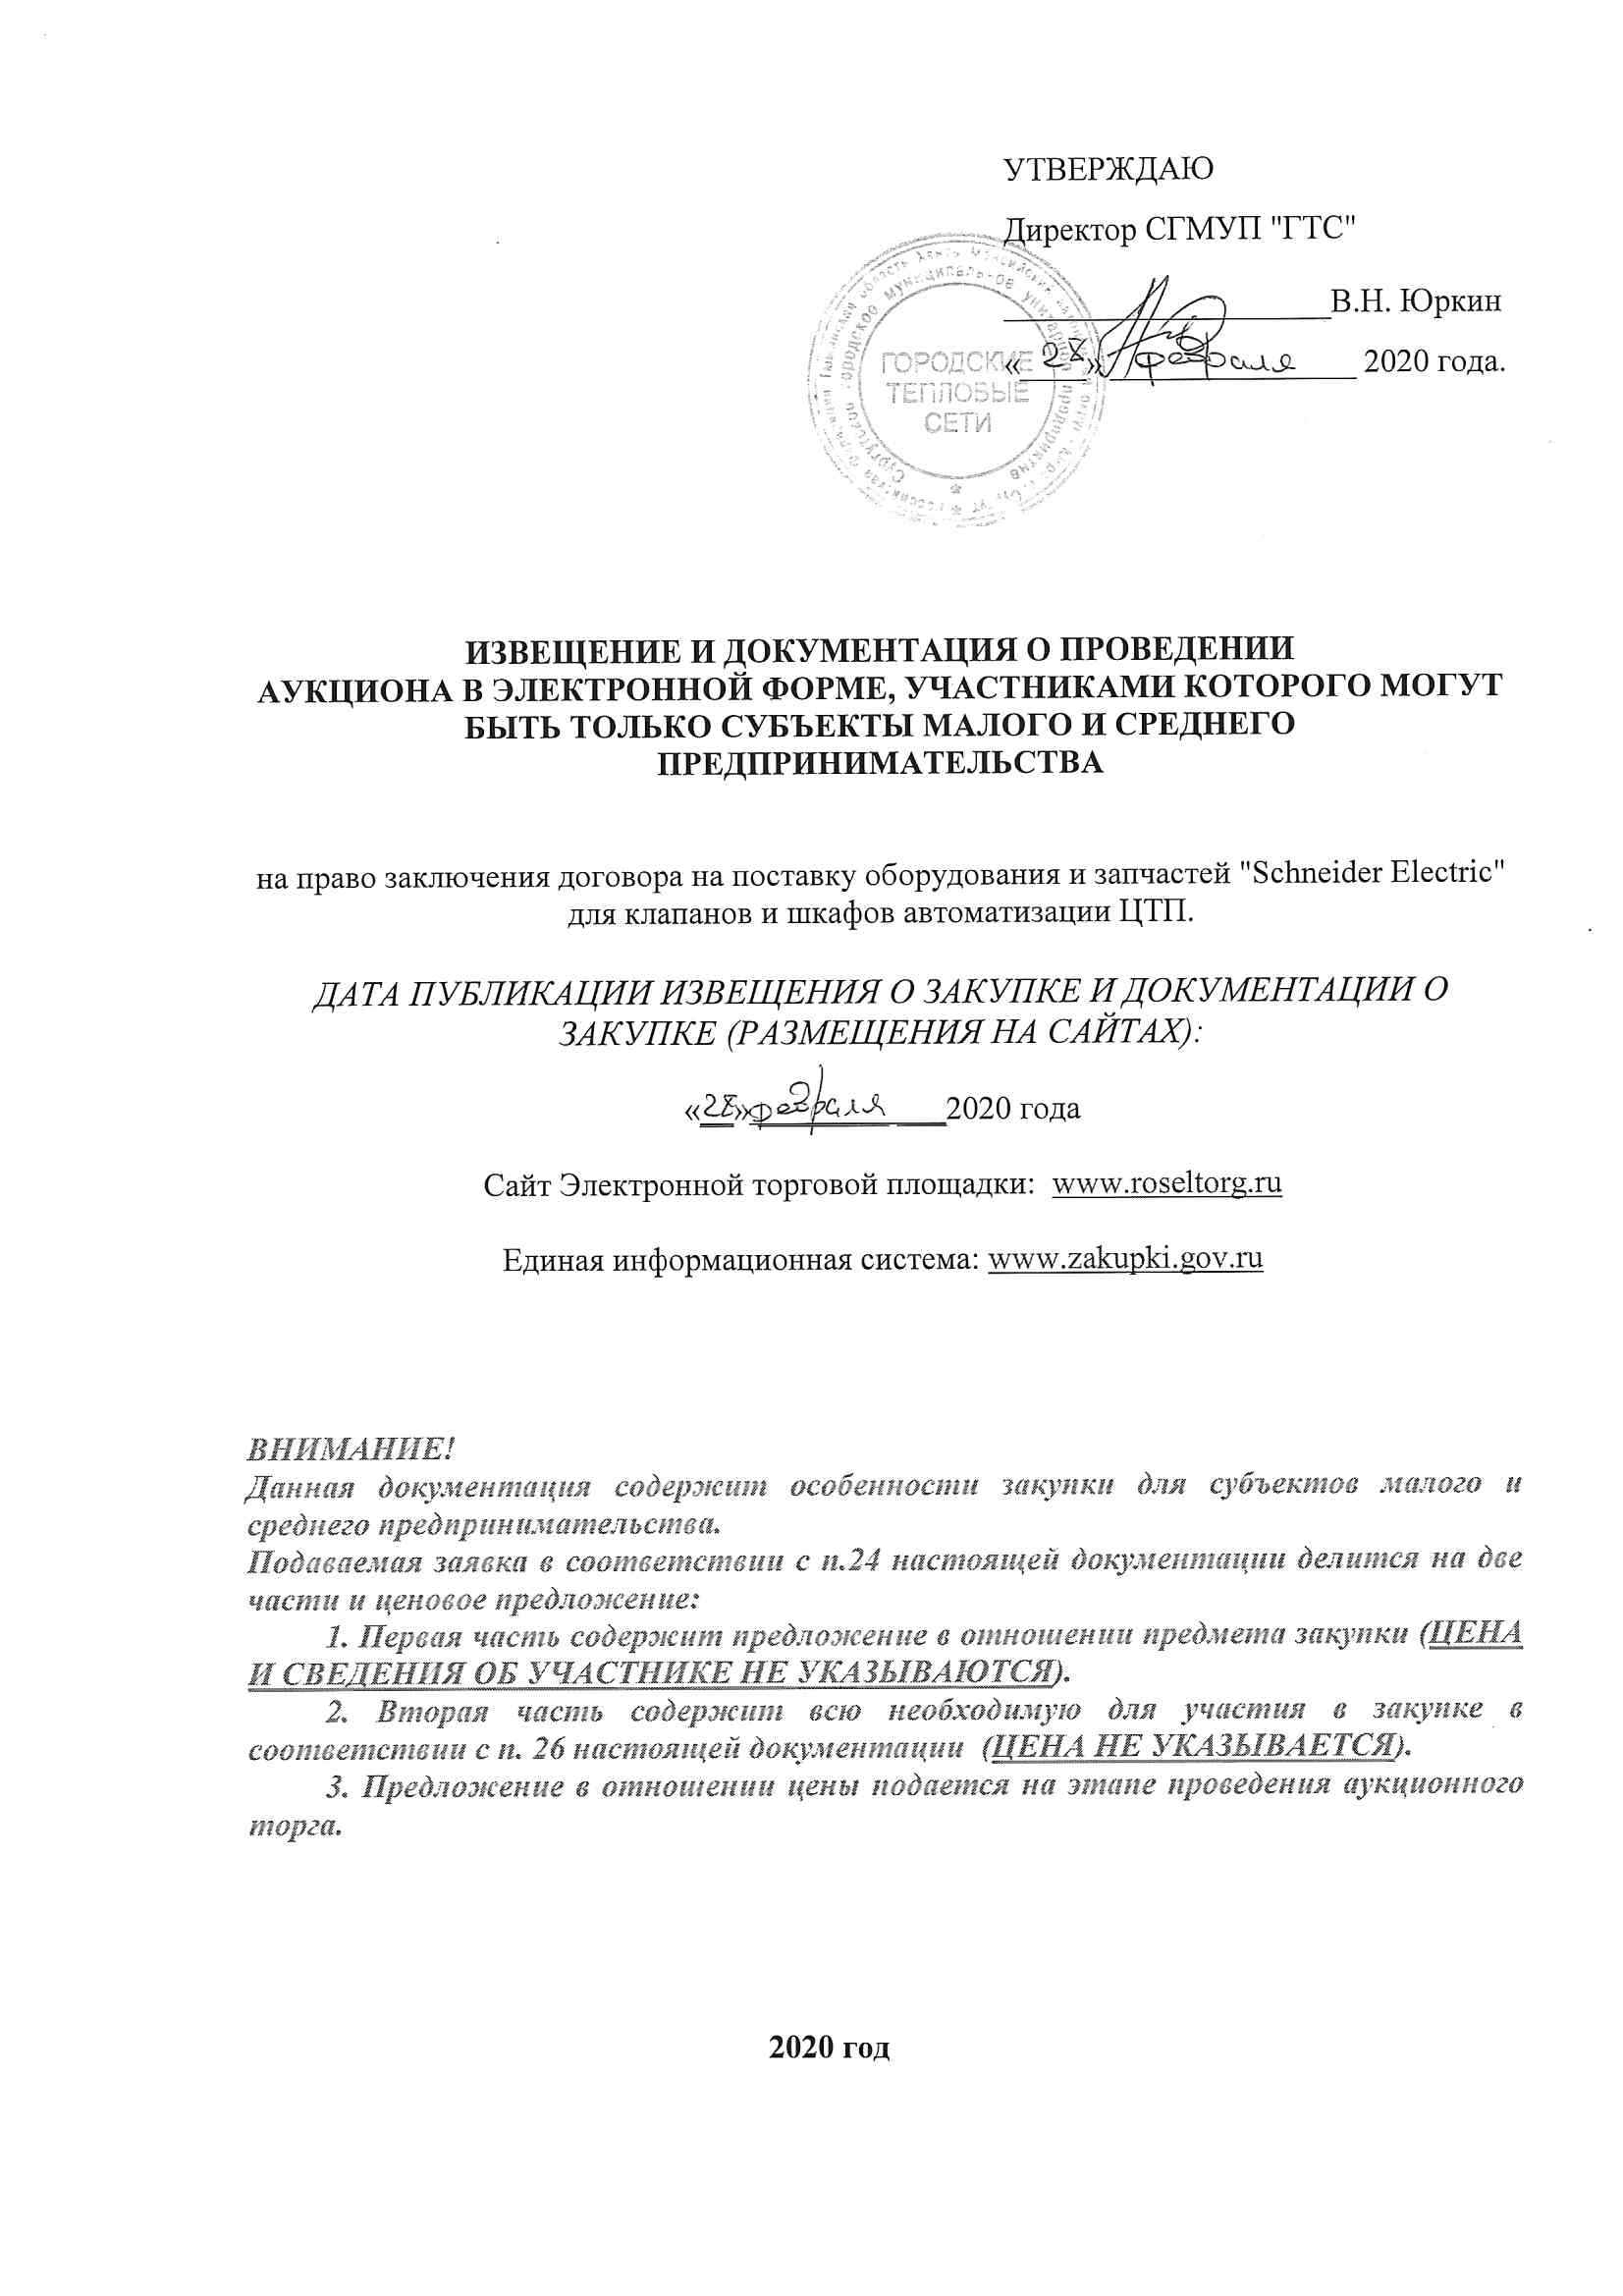 УТВЕРЖДАЮ
Директор СГМУП "ГТС"
В.Н. Юркин
«28» февраля 2020 года.
ГОРОДСКИЕ
ТЕПЛОВЫЕ
СЕТИ
Сургутское городское муниципальное унитарное предприятие
ИЗВЕЩЕНИЕ И ДОКУМЕНТАЦИЯ О ПРОВЕДЕНИИ
АУКЦИОНА В ЭЛЕКТРОННОЙ ФОРМЕ, УЧАСТНИКАМИ КОТОРОГО МОГУТ
БЫТЬ ТОЛЬКО СУБЪЕКТЫ МАЛОГО И СРЕДНЕГО
ПРЕДПРИНИМАТЕЛЬСТВА
на право заключения договора на поставку оборудования и запчастей "Schneider Electric"
для клапанов и шкафов автоматизации ЦТП.
ДАТА ПУБЛИКАЦИИ ИЗВЕЩЕНИЯ О ЗАКУПКЕ И ДОКУМЕНТАЦИИ О
ЗАКУПКЕ (РАЗМЕЩЕНИЯ НА САЙТАХ):
«28» февраля 2020 года
Сайт Электронной торговой площадки: www.roseltorg.ru
Единая информационная система: www.zakupki.gov.ru
ВНИМАНИЕ!
Данная документация содержит особенности закупки для субъектов малого и
среднего предпринимательства.
Подаваемая заявка в соответствии с п.24 настоящей документации делится на две
части и ценовое предложение:
1. Первая часть содержит предложение в отношении предмета закупки (ЦЕНА
И СВЕДЕНИЯ ОБ УЧАСТНИКЕ НЕ УКАЗЫВАЮТСЯ).
2. Вторая часть содержит всю необходимую для участия в закупке в
соответствии с п. 26 настоящей документации (ЦЕНА НЕ УКАЗЫВАЕТСЯ).
3. Предложение в отношении цены подается на этапе проведения аукционного
торга.
2020 год